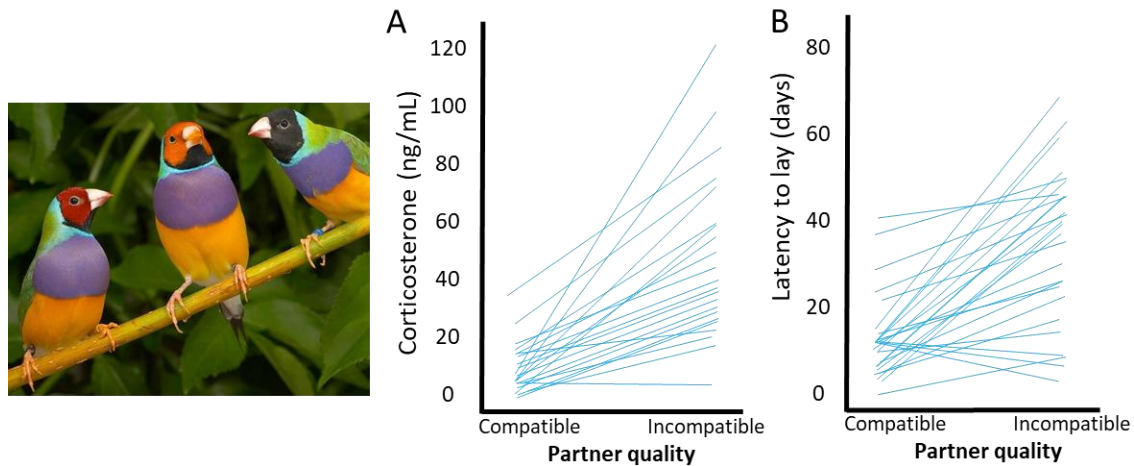 A
Corticosterone (ng/mL)
120
100
80
60
40
20
0
Compatible
Incompatible
Partner quality
B
Latency to lay (days)
80
60
40
20
0
Compatible
Incompatible
Partner quality